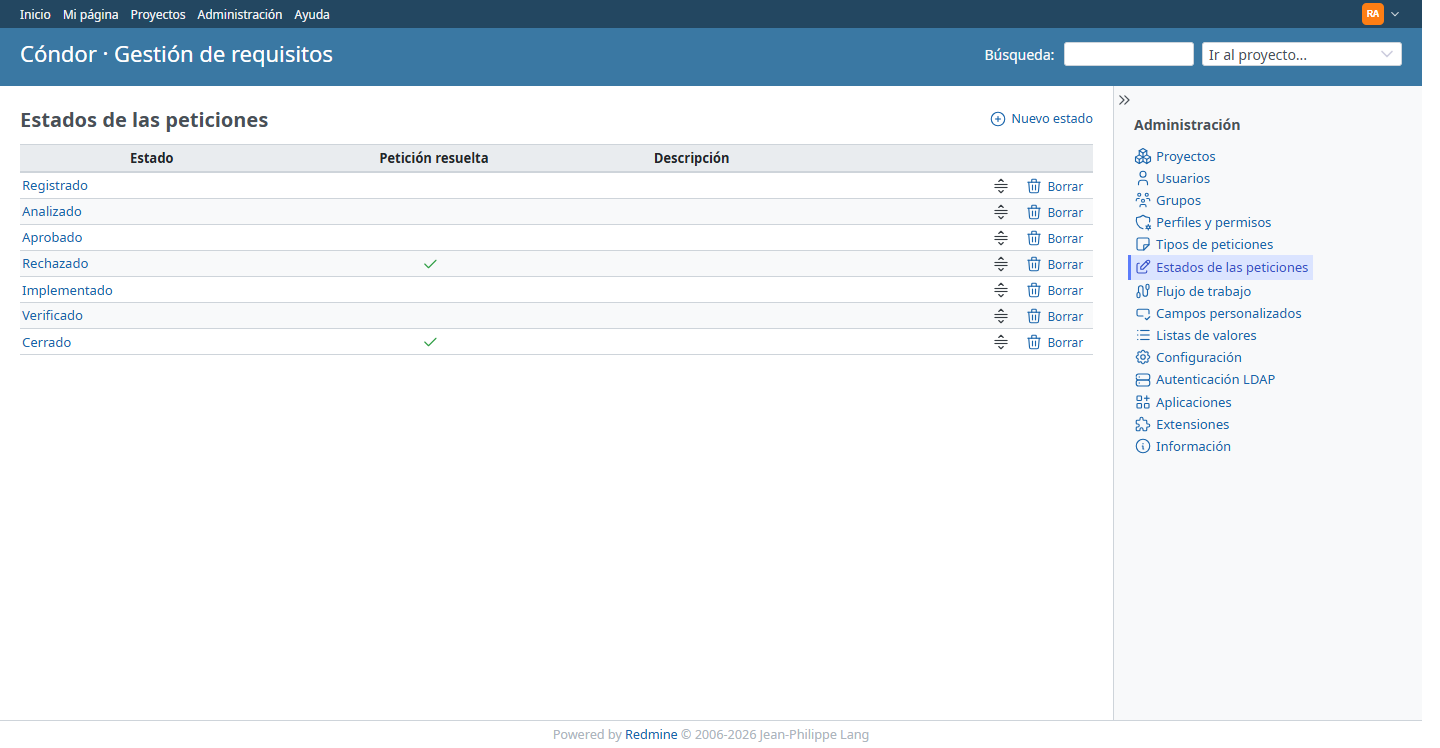 Inicio Mi página Proyectos Administración Ayuda RA
Cóndor · Gestión de requisitos
Búsqueda: Ir al proyecto...
Estados de las peticiones
Nuevo estado
Estado Petición resuelta Descripción
Registrado Borrar
Analizado Borrar
Aprobado Borrar
Rechazado Borrar
Implementado Borrar
Verificado Borrar
Cerrado Borrar
Administración
Proyectos
Usuarios
Grupos
Perfiles y permisos
Tipos de peticiones
Estados de las peticiones
Flujo de trabajo
Campos personalizados
Listas de valores
Configuración
Autenticación LDAP
Aplicaciones
Extensiones
Información
Powered by Redmine © 2006-2026 Jean-Philippe Lang